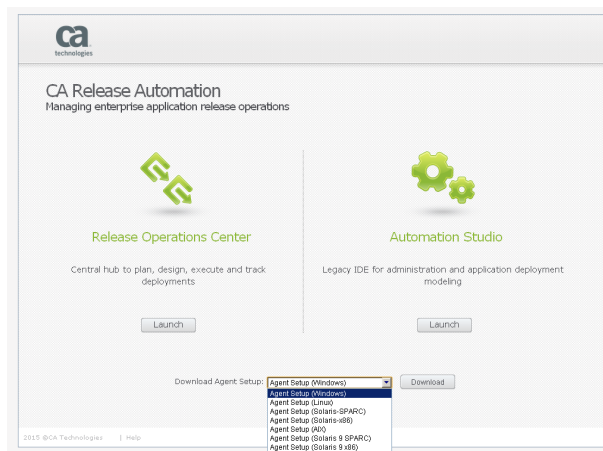 ca
technologies
CA Release Automation
Managing enterprise application release operations
Release Operations Center
Central hub to plan, design, execute and track
deployments
Launch
Automation Studio
Legacy IDE for administration and application deployment
modeling
Launch
Download Agent Setup: Agent Setup (Windows) Download
Agent Setup (Windows)
Agent Setup (Linux)
Agent Setup (Solaris-SPARC)
Agent Setup (Solaris-x86)
Agent Setup (AIX)
Agent Setup (Solaris 9 SPARC)
Agent Setup (Solaris 9 x86)
2015 @CA Technologies | Help